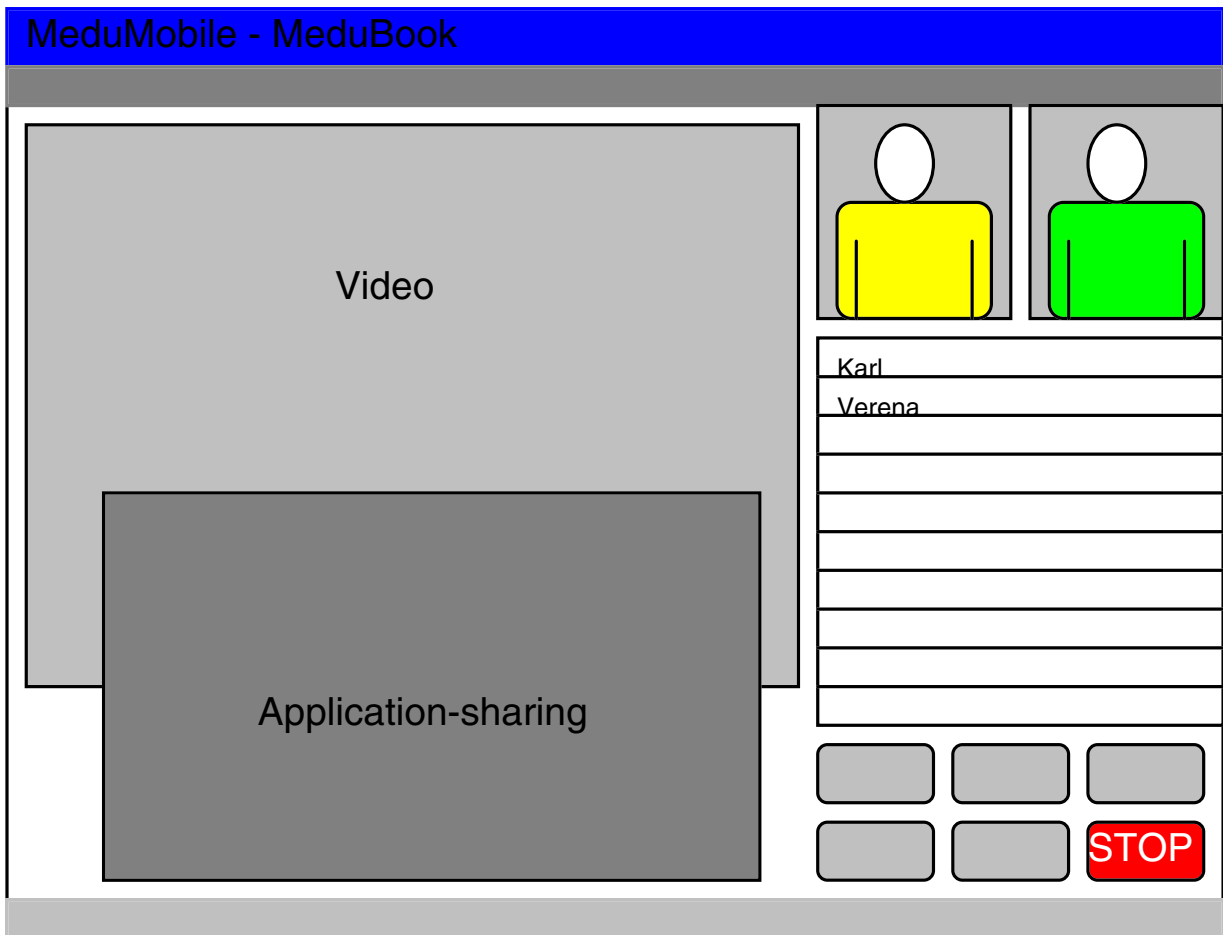 MeduMobile - MeduBook
Video
Karl
Verena
Application-sharing
STOP